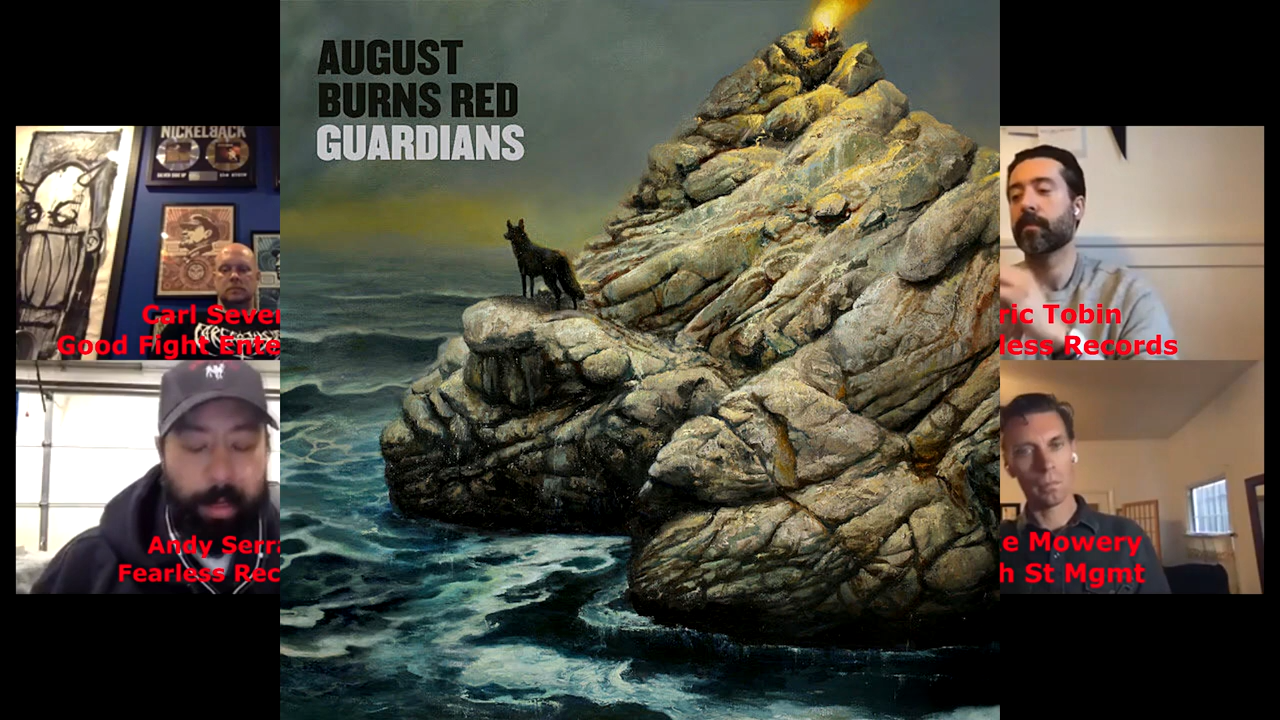 AUGUST
BURNS RED
GUARDIANS
NICKELBACK
Carl Sever
Good Fight Ente
ric Tobin
less Records
Andy Serra
Fearless Rec
e Mowery
h St Mgmt